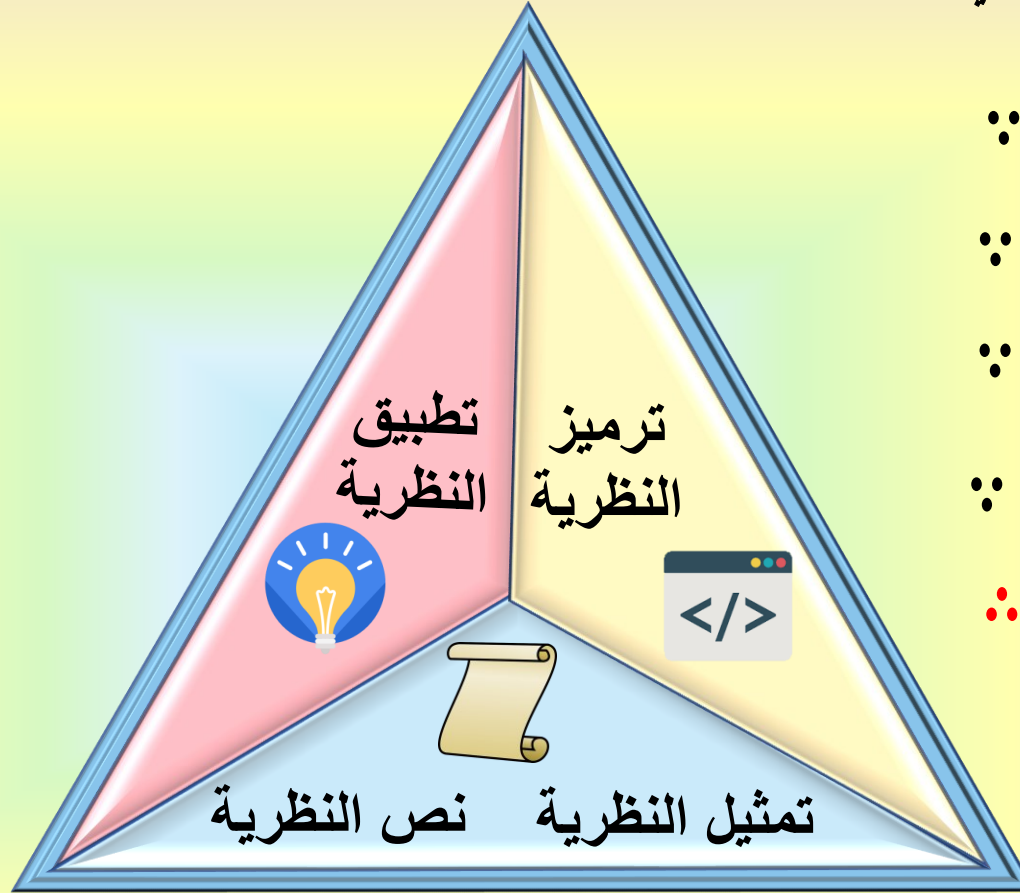 ترميز
النظرية
تطبيق
النظرية
</>
تمثيل النظرية
نص النظرية
∵
∵
∵
∵
∴